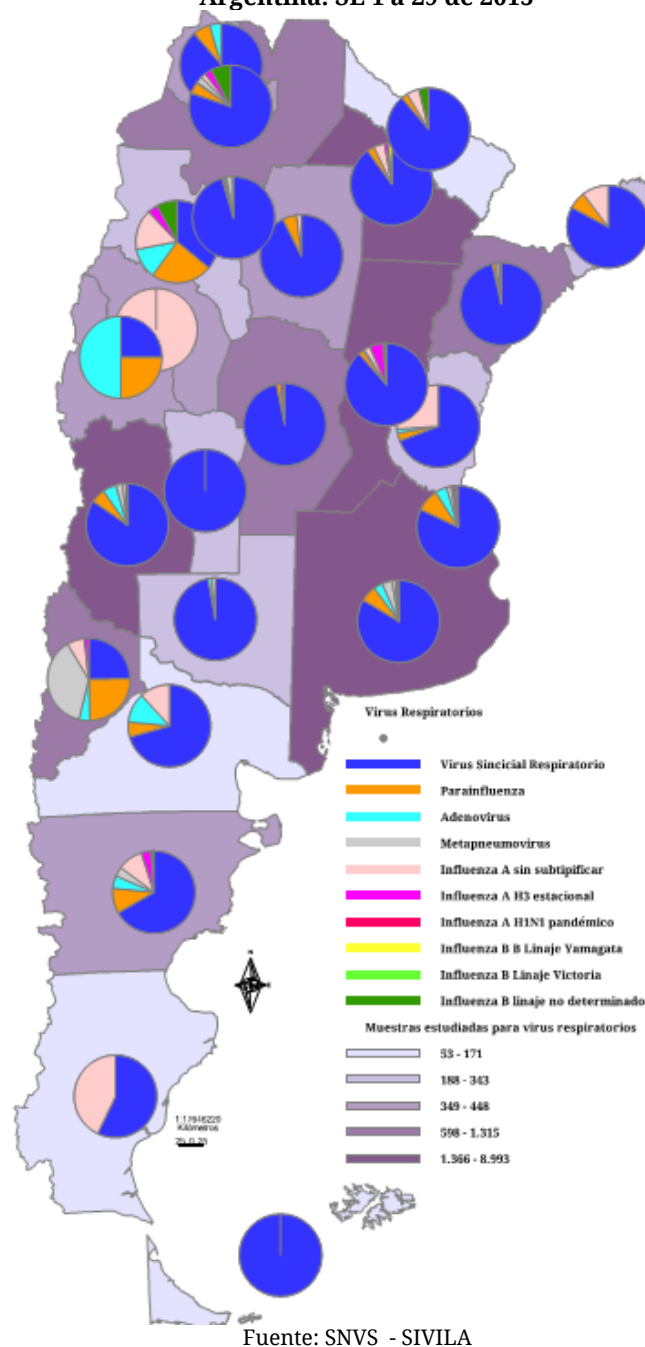 Argentina. SE 1 a 29 de 2015
Virus Respiratorios
Virus Sincicial Respiratorio
Parainfluenza
Adenovirus
Metapneumovirus
Influenza A sin subtipificar
Influenza A H3 estacional
Influenza A H1N1 pandémico
Influenza B B Linaje Yamagata
Influenza B Linaje Victoria
Influenza B linaje no determinado
Muestras estudiadas para virus respiratorios
53 - 171
188 - 343
349 - 448
598 - 1.315
1.366 - 8.993
Kilómetros
Fuente: SNVS - SIVILA